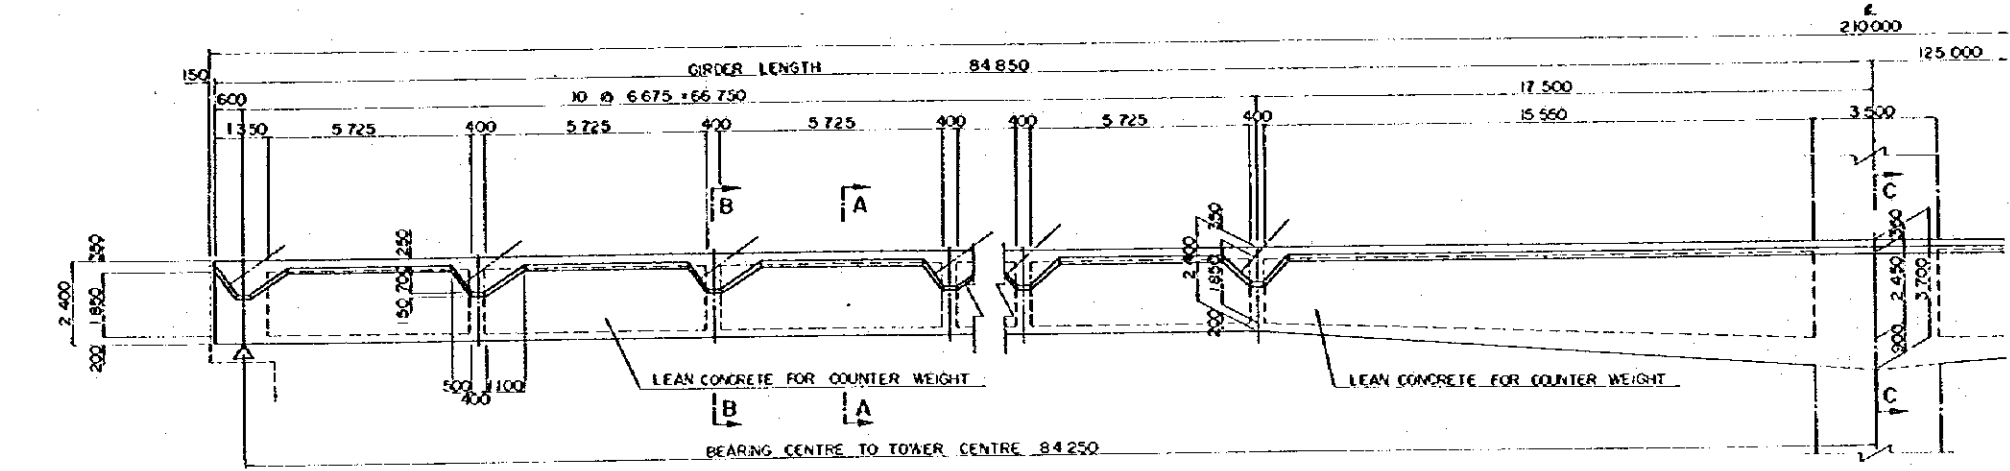 ℄
210 000
125 000
150 GIRDER LENGTH 84 850
600 10 @ 6 675 = 66 750 17 500
1 350 5 725 400 5 725 400 5 725 400 400 5 725 400 15 550 3 500
B A C
350 250 350 350
2 400 1 850 150 700 2 400 1 850 2 450 3 700
200 200 900
500 1 100
400
LEAN CONCRETE FOR COUNTER WEIGHT LEAN CONCRETE FOR COUNTER WEIGHT
B A C
BEARING CENTRE TO TOWER CENTRE 84 250